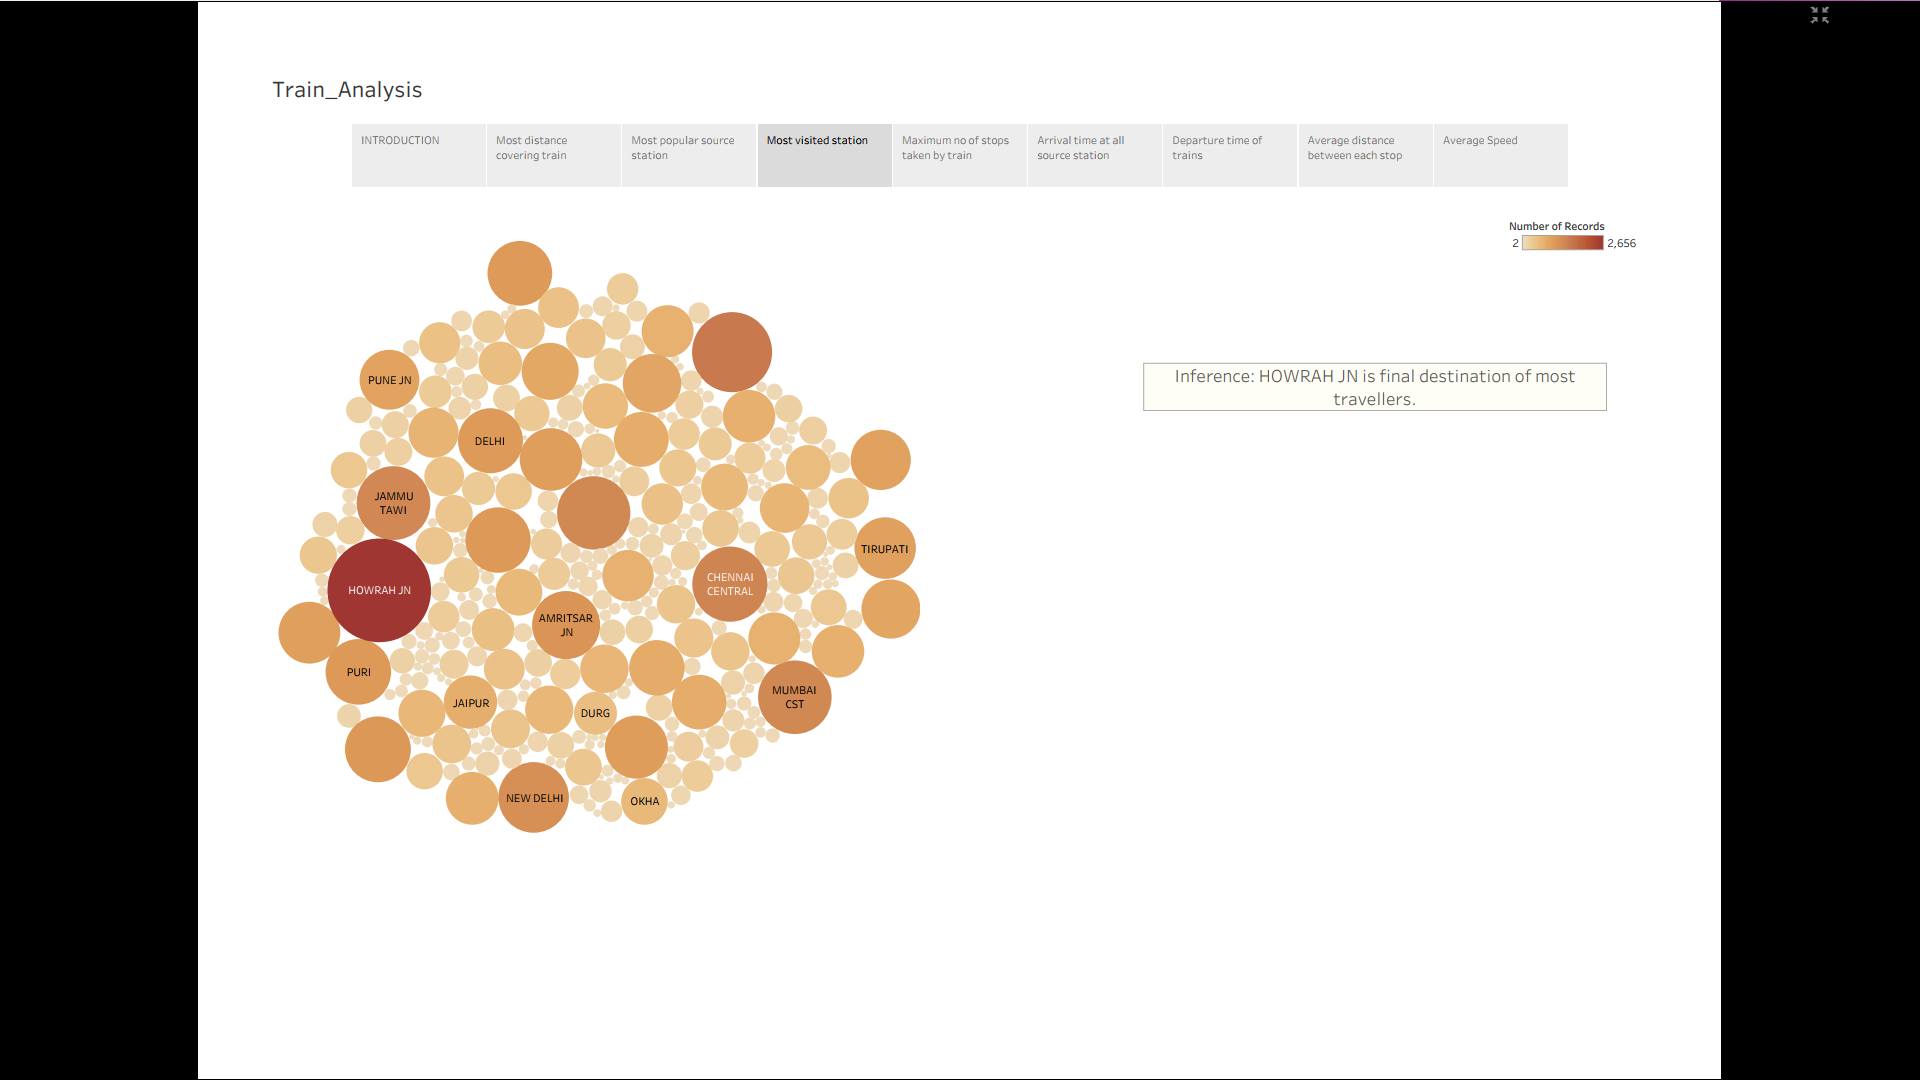 Train_Analysis
INTRODUCTION
Most distance
covering train
Most popular source
station
Most visited station
Maximum no of stops
taken by train
Arrival time at all
source station
Departure time of
trains
Average distance
between each stop
Average Speed
Number of Records
2
2,656
Inference: HOWRAH JN is final destination of most
travellers.
PUNE JN
DELHI
JAMMU
TAWI
HOWRAH JN
TIRUPATI
CHENNAI
CENTRAL
AMRITSAR
JN
PURI
JAIPUR
DURG
MUMBAI
CST
NEW DELHI
OKHA